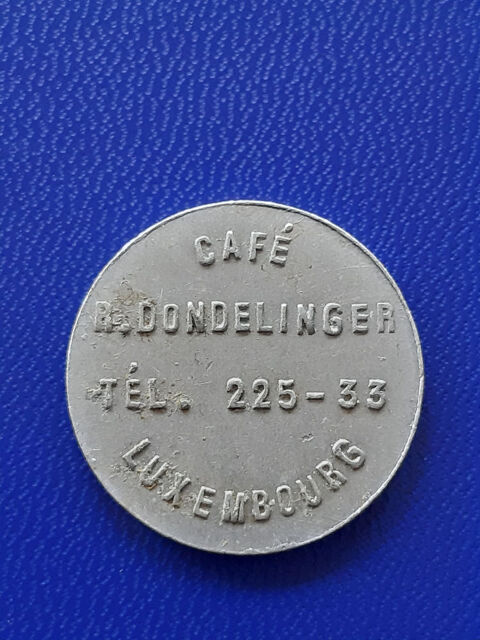 CAFÉ
R. DONDELINGER
TÉL. 225-33
LUXEMBOURG